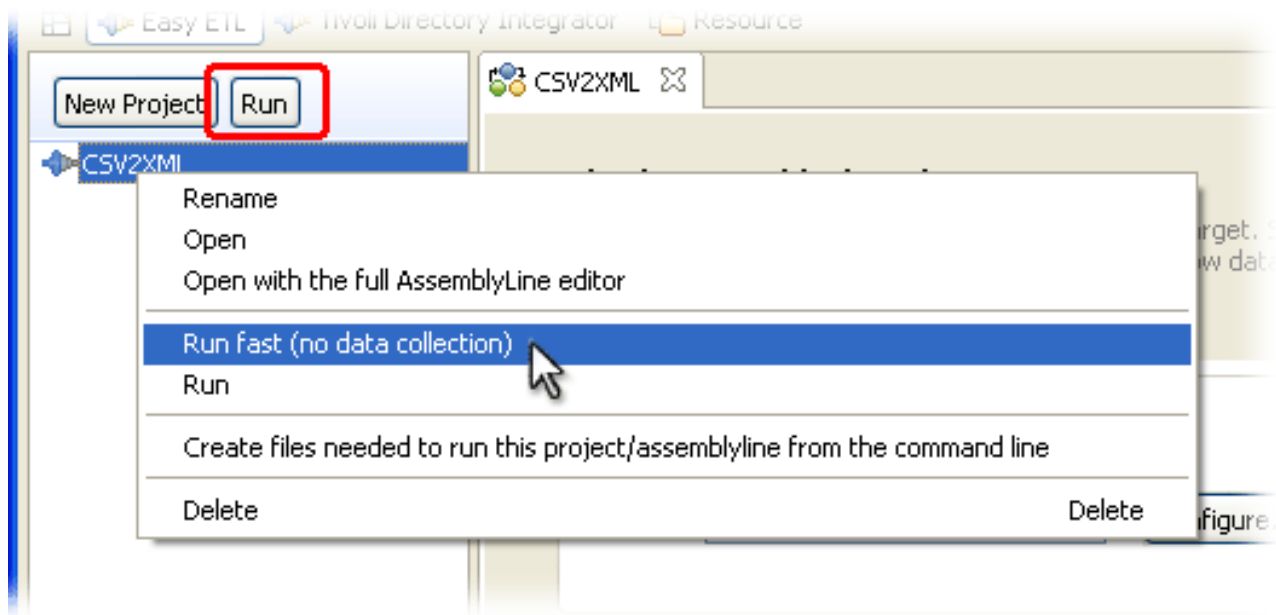 Easy ETL Tivoli Directory Integrator Resource
New Project Run
CSV2XML
CSV2XML
Rename
Open
Open with the full AssemblyLine editor
Run fast (no data collection)
Run
Create files needed to run this project/assemblyline from the command line
Delete Delete